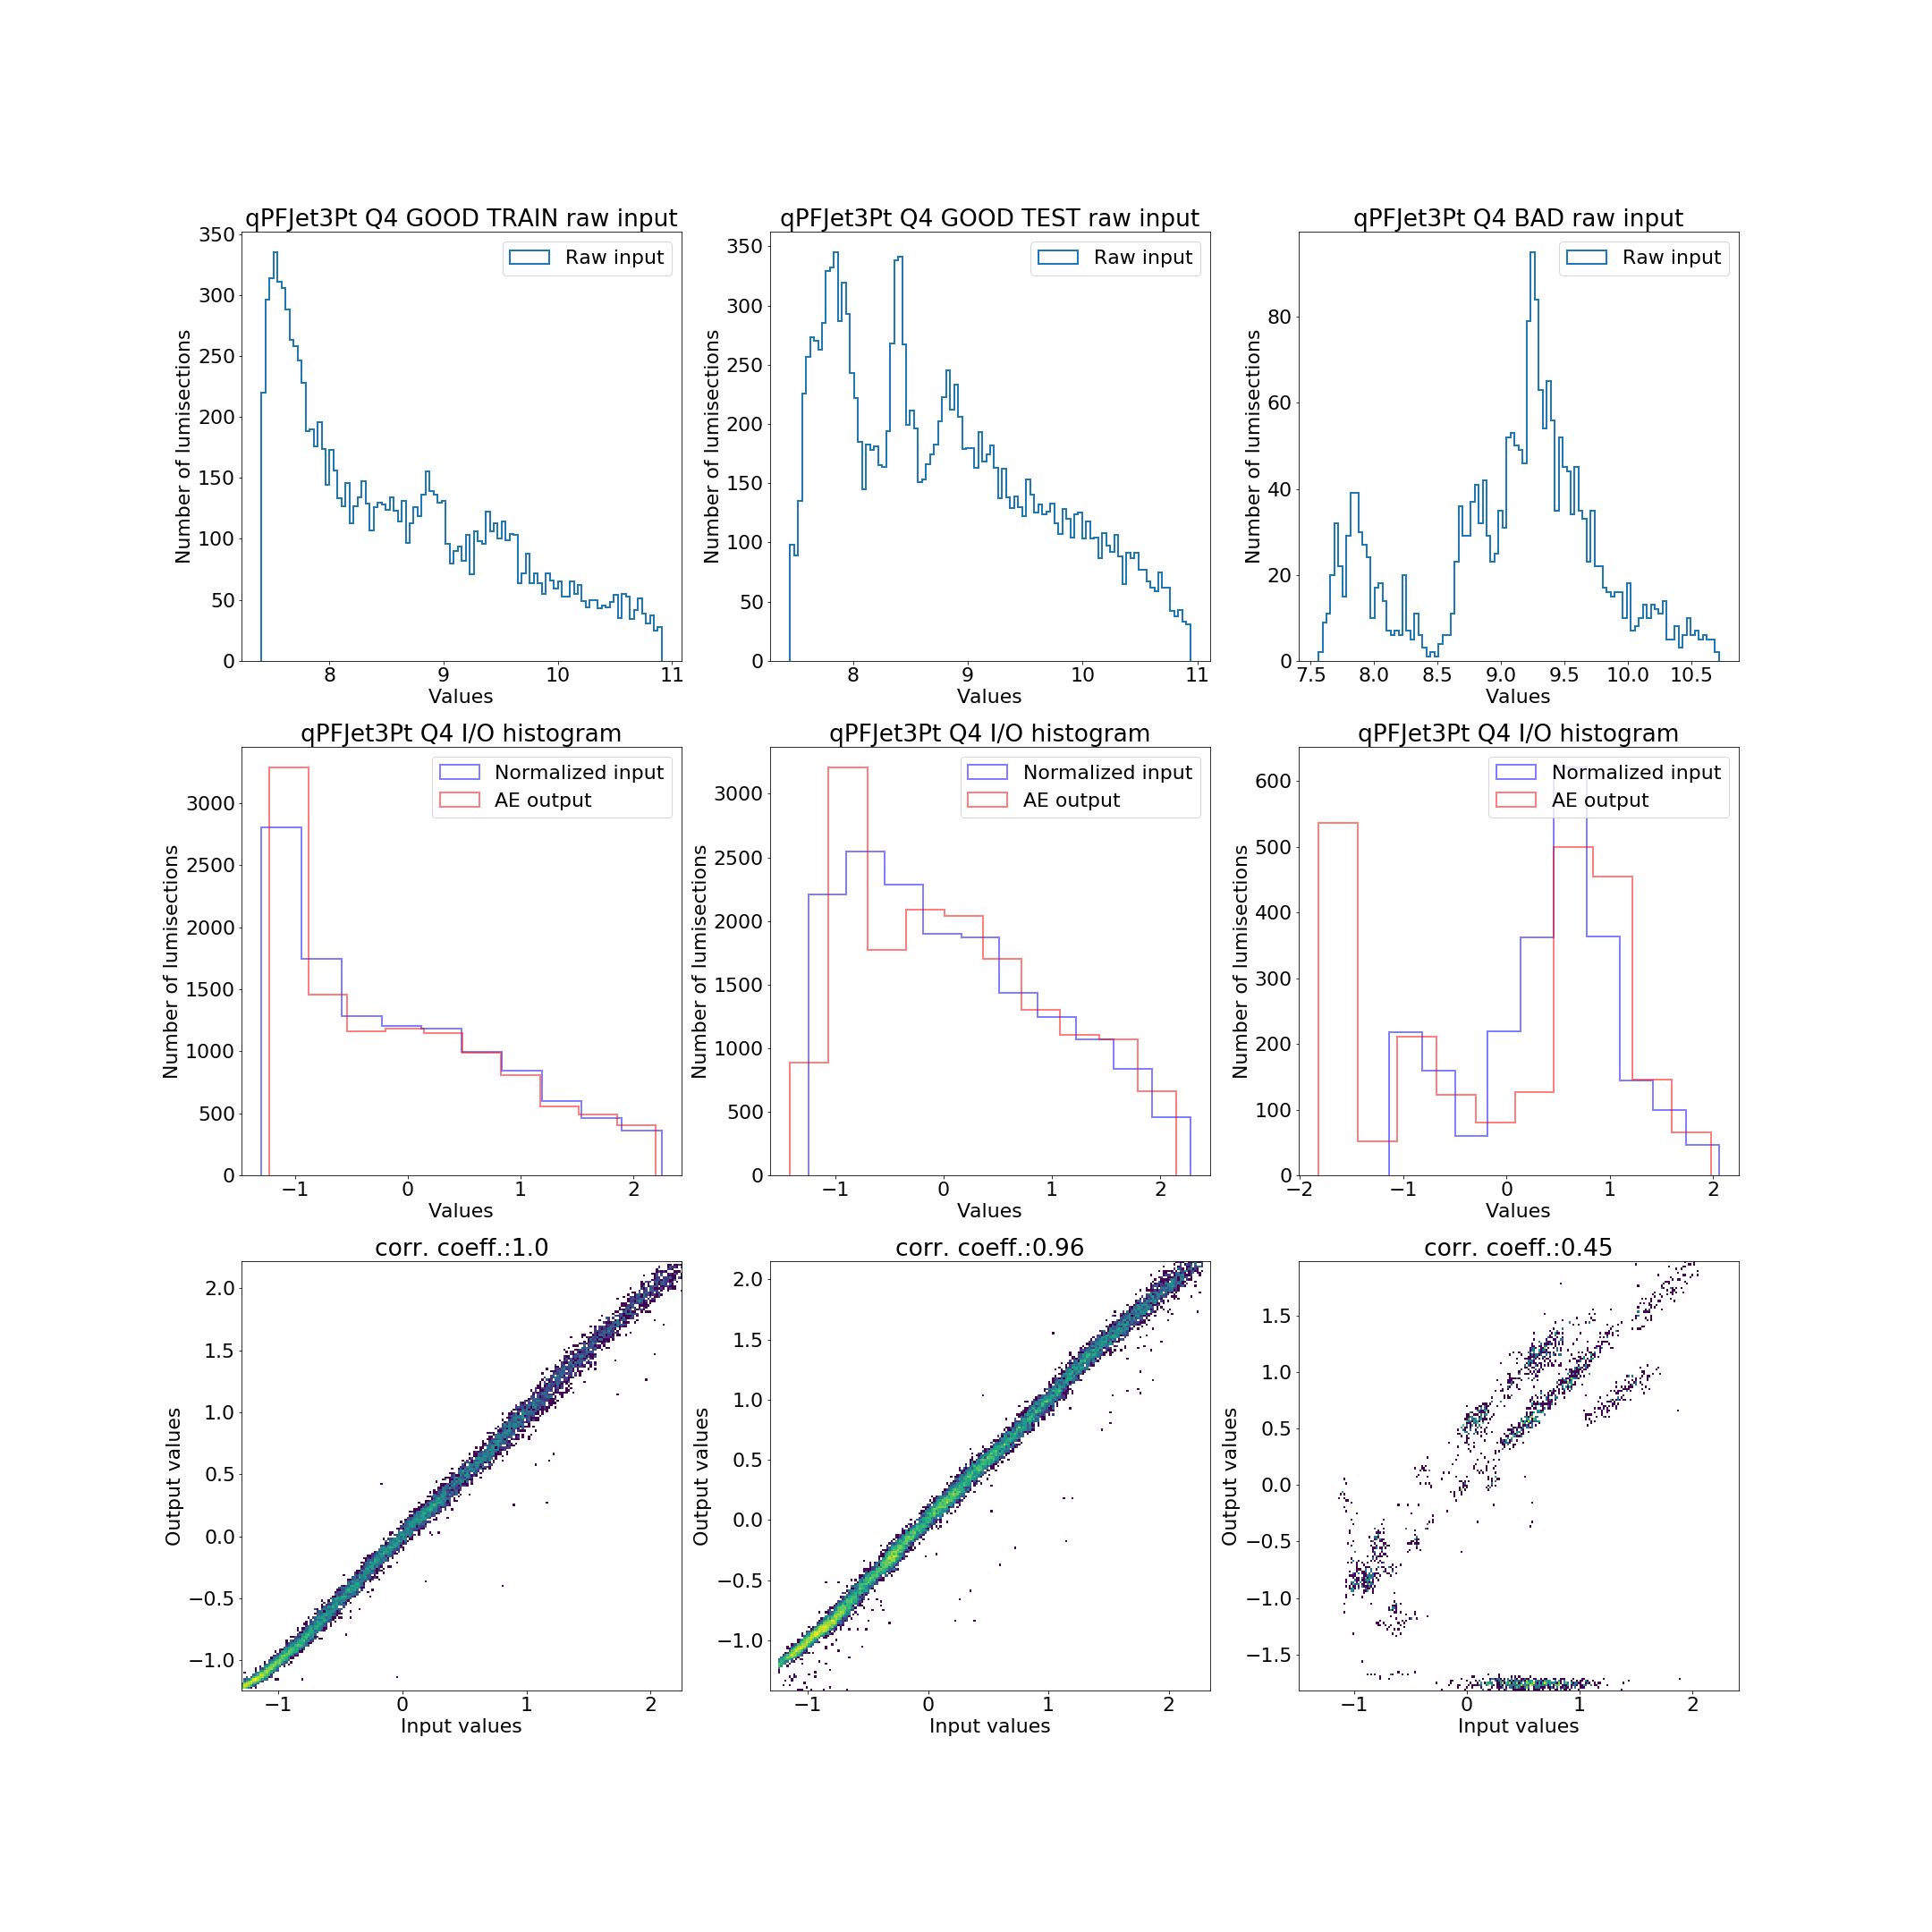 qPFJet3Pt Q4 GOOD TRAIN raw input
350
300
250
200
150
100
50
0
Number of lumisections
Raw input
8 9 10 11
Values
qPFJet3Pt Q4 GOOD TEST raw input
350
300
250
200
150
100
50
0
Number of lumisections
Raw input
8 9 10 11
Values
qPFJet3Pt Q4 BAD raw input
80
60
40
20
0
Number of lumisections
Raw input
7.5 8.0 8.5 9.0 9.5 10.0 10.5
Values
qPFJet3Pt Q4 I/O histogram
3000
2500
2000
1500
1000
500
0
Number of lumisections
Normalized input
AE output
−1 0 1 2
Values
qPFJet3Pt Q4 I/O histogram
3000
2500
2000
1500
1000
500
0
Number of lumisections
Normalized input
AE output
−1 0 1 2
Values
qPFJet3Pt Q4 I/O histogram
600
500
400
300
200
100
0
Number of lumisections
Normalized input
AE output
−2 −1 0 1 2
Values
corr. coeff.:1.0
2.0
1.5
1.0
0.5
0.0
−0.5
−1.0
Output values
−1 0 1 2
Input values
corr. coeff.:0.96
2.0
1.5
1.0
0.5
0.0
−0.5
−1.0
Output values
−1 0 1 2
Input values
corr. coeff.:0.45
1.5
1.0
0.5
0.0
−0.5
−1.0
−1.5
Output values
−1 0 1 2
Input values